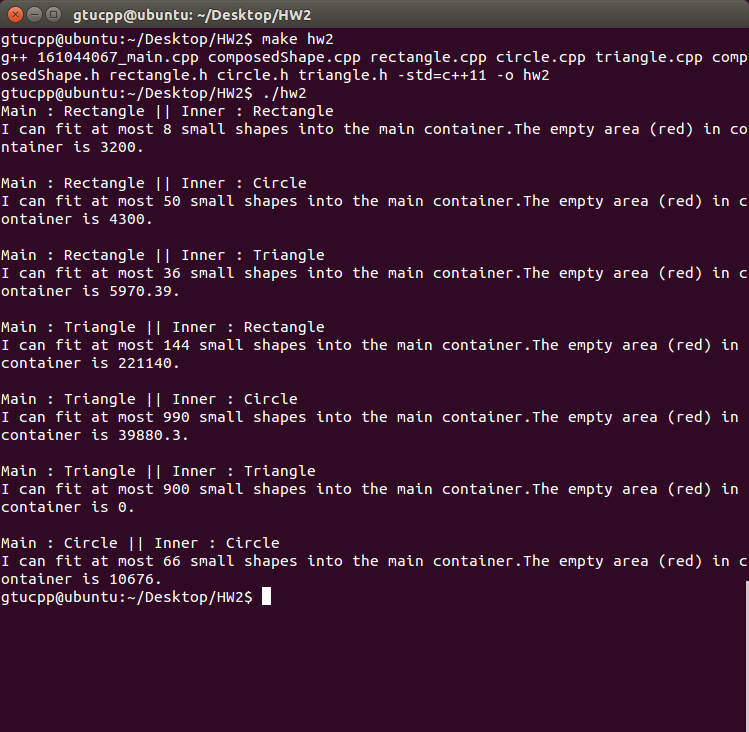 gtucpp@ubuntu: ~/Desktop/HW2
gtucpp@ubuntu:~/Desktop/HW2$ make hw2
g++ 161044067_main.cpp composedShape.cpp rectangle.cpp circle.cpp triangle.cpp comp
osedShape.h rectangle.h circle.h triangle.h -std=c++11 -o hw2
gtucpp@ubuntu:~/Desktop/HW2$ ./hw2
Main : Rectangle || Inner : Rectangle
I can fit at most 8 small shapes into the main container.The empty area (red) in co
ntainer is 3200.
Main : Rectangle || Inner : Circle
I can fit at most 50 small shapes into the main container.The empty area (red) in c
ontainer is 4300.
Main : Rectangle || Inner : Triangle
I can fit at most 36 small shapes into the main container.The empty area (red) in c
ontainer is 5970.39.
Main : Triangle || Inner : Rectangle
I can fit at most 144 small shapes into the main container.The empty area (red) in
container is 221140.
Main : Triangle || Inner : Circle
I can fit at most 990 small shapes into the main container.The empty area (red) in
container is 39880.3.
Main : Triangle || Inner : Triangle
I can fit at most 900 small shapes into the main container.The empty area (red) in
container is 0.
Main : Circle || Inner : Circle
I can fit at most 66 small shapes into the main container.The empty area (red) in c
ontainer is 10676.
gtucpp@ubuntu:~/Desktop/HW2$